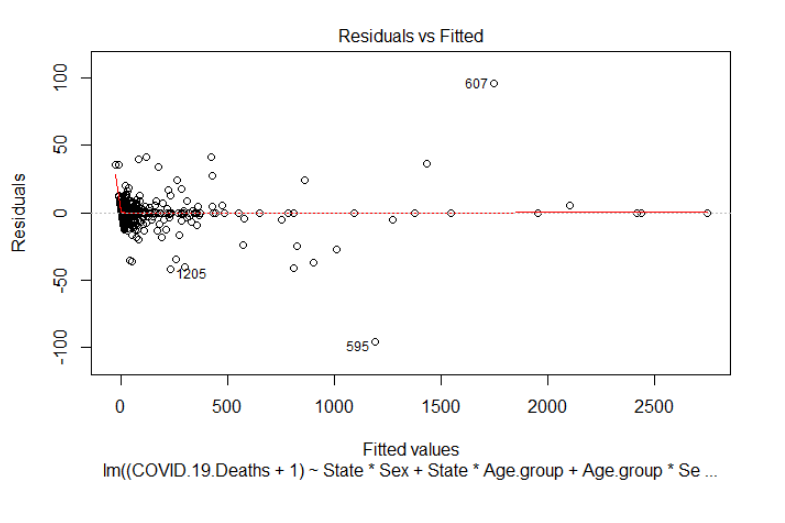 Residuals vs Fitted
100
50
0
-50
-100
Residuals
607
1205
595
0 500 1000 1500 2000 2500
Fitted values
lm((COVID.19.Deaths + 1) ~ State * Sex + State * Age.group + Age.group * Se ...